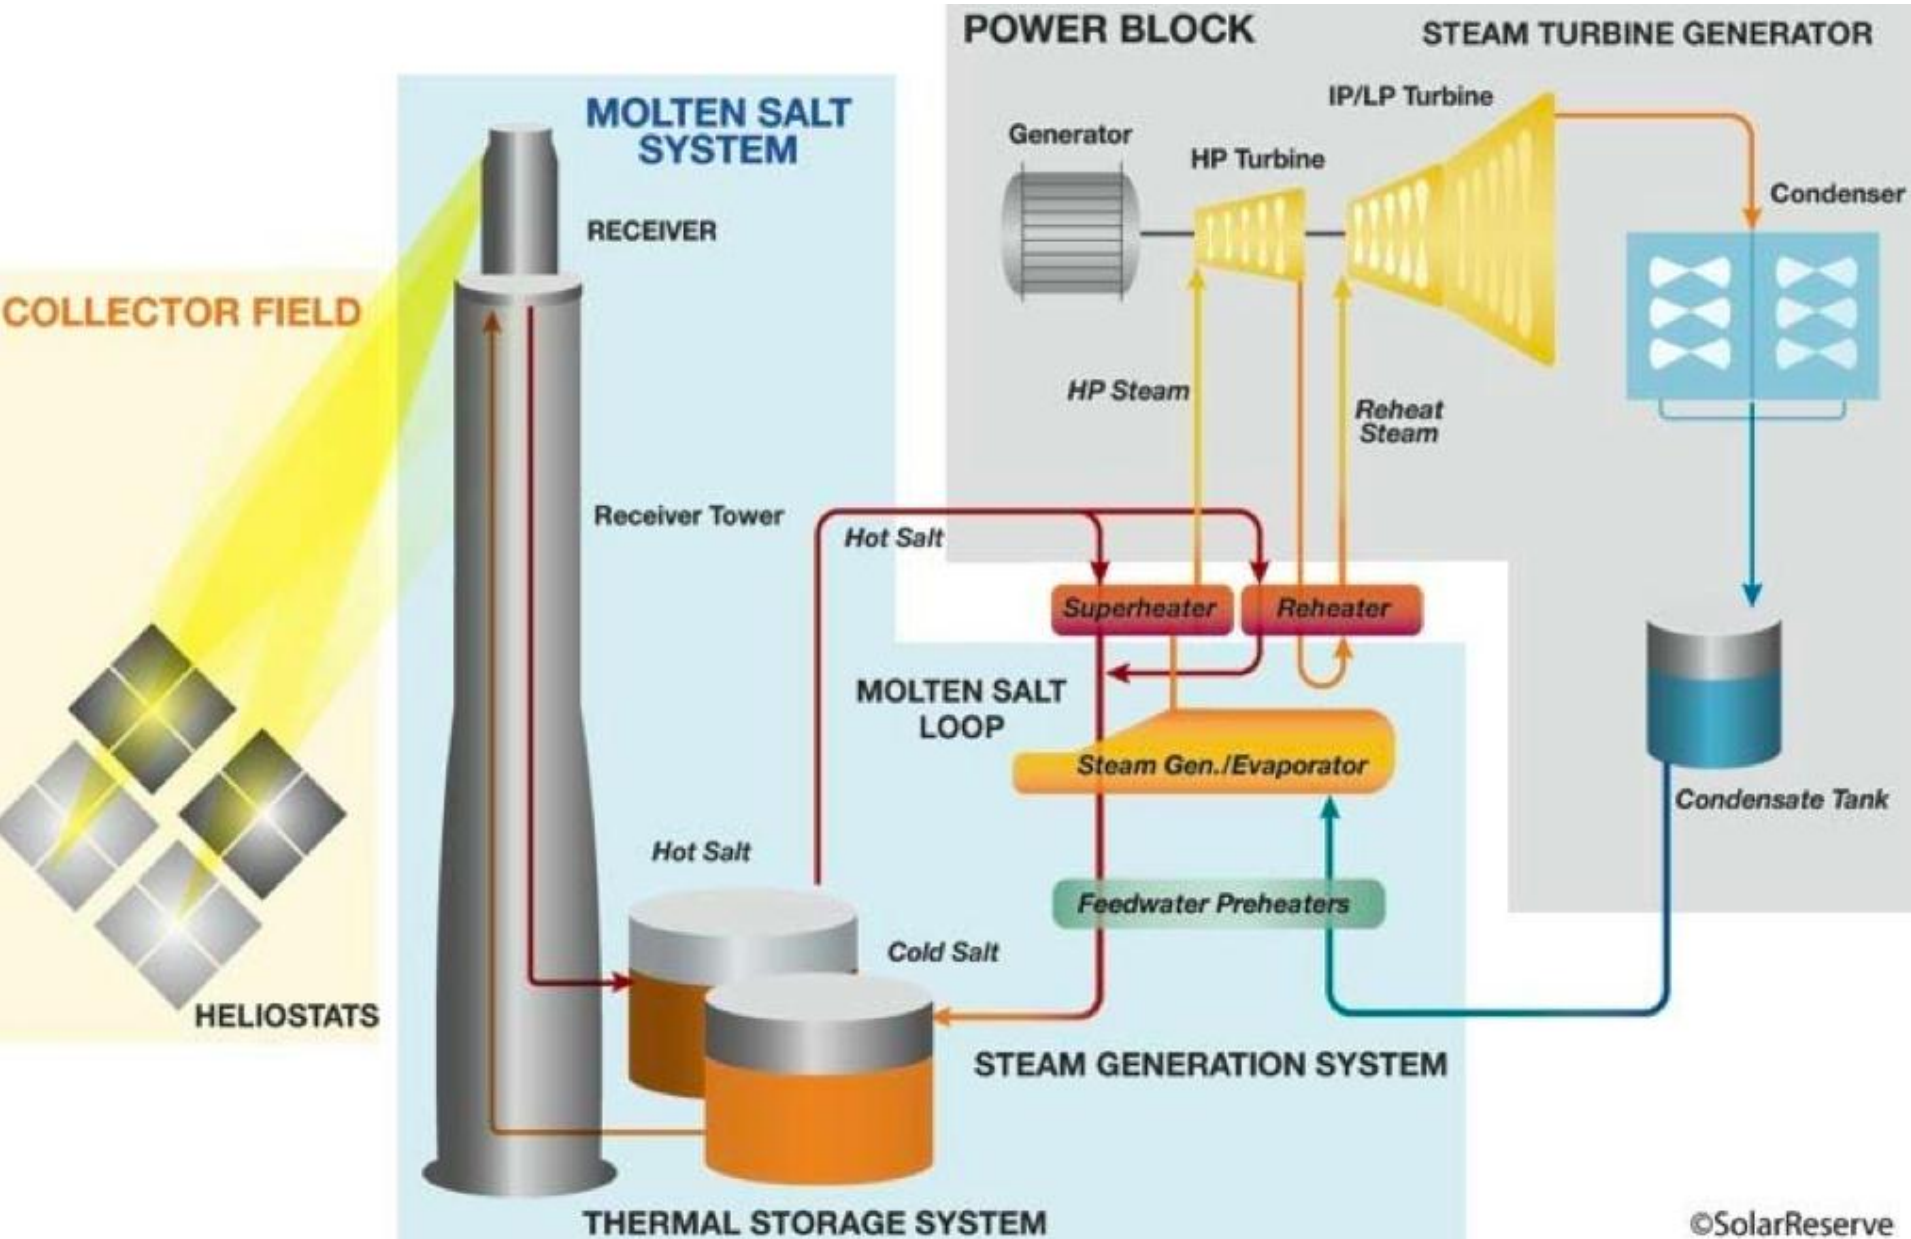 POWER BLOCK
STEAM TURBINE GENERATOR
IP/LP Turbine
MOLTEN SALT
SYSTEM
Generator
HP Turbine
Condenser
RECEIVER
COLLECTOR FIELD
HP Steam
Reheat
Steam
Receiver Tower
Hot Salt
Superheater
Reheater
MOLTEN SALT
LOOP
Steam Gen./Evaporator
Condensate Tank
Hot Salt
Feedwater Preheaters
Cold Salt
HELIOSTATS
STEAM GENERATION SYSTEM
THERMAL STORAGE SYSTEM
©SolarReserve